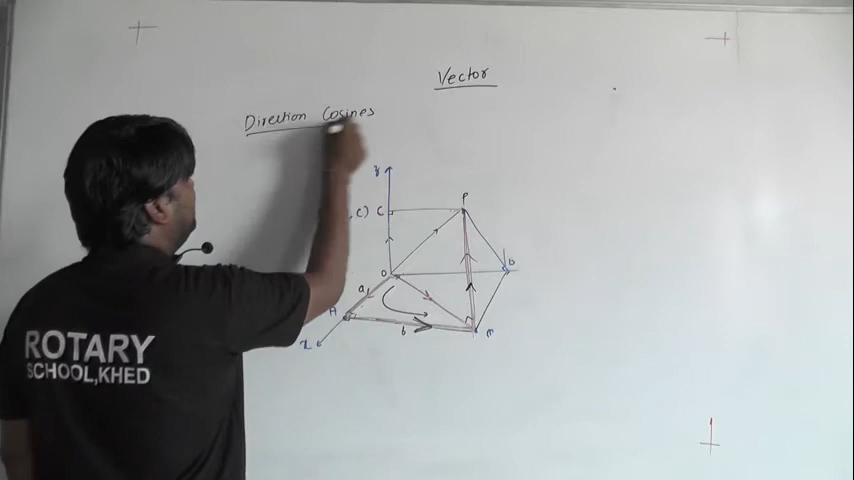 Vector
Direction Cosines
z
, c) C
P
O
B
a
A
b
M
x
ROTARY
SCHOOL,KHED